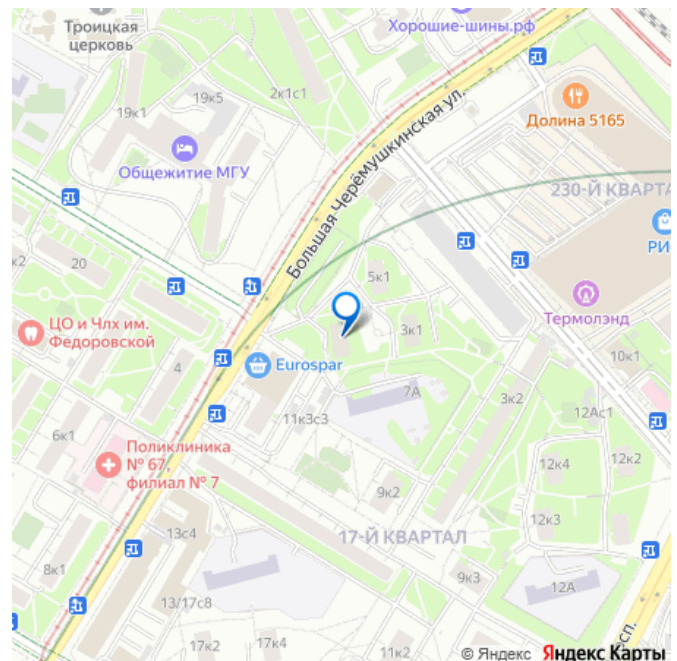 Троицкая
церковь
Хорошие-шины.рф
19к5
2к1с1
19к1
Долина 5165
Общежитие МГУ
Большая Черёмушкинская ул.
230-Й КВАРТА
РИ
к2
20
5к1
Термолэнд
ЦО и Члх им.
Федоровской
3к1
10к1
Eurospar
4
7А
3к2
12Ас1
11к3с3
6к1
Поликлиника
№ 67,
филиал № 7
12к4
12к2
9к2
12к3
13с4
17-Й КВАРТАЛ
8к1
9к3
12А
13/17с8
осп.
17к2
17к4
11к2
© Яндекс Яндекс Карты